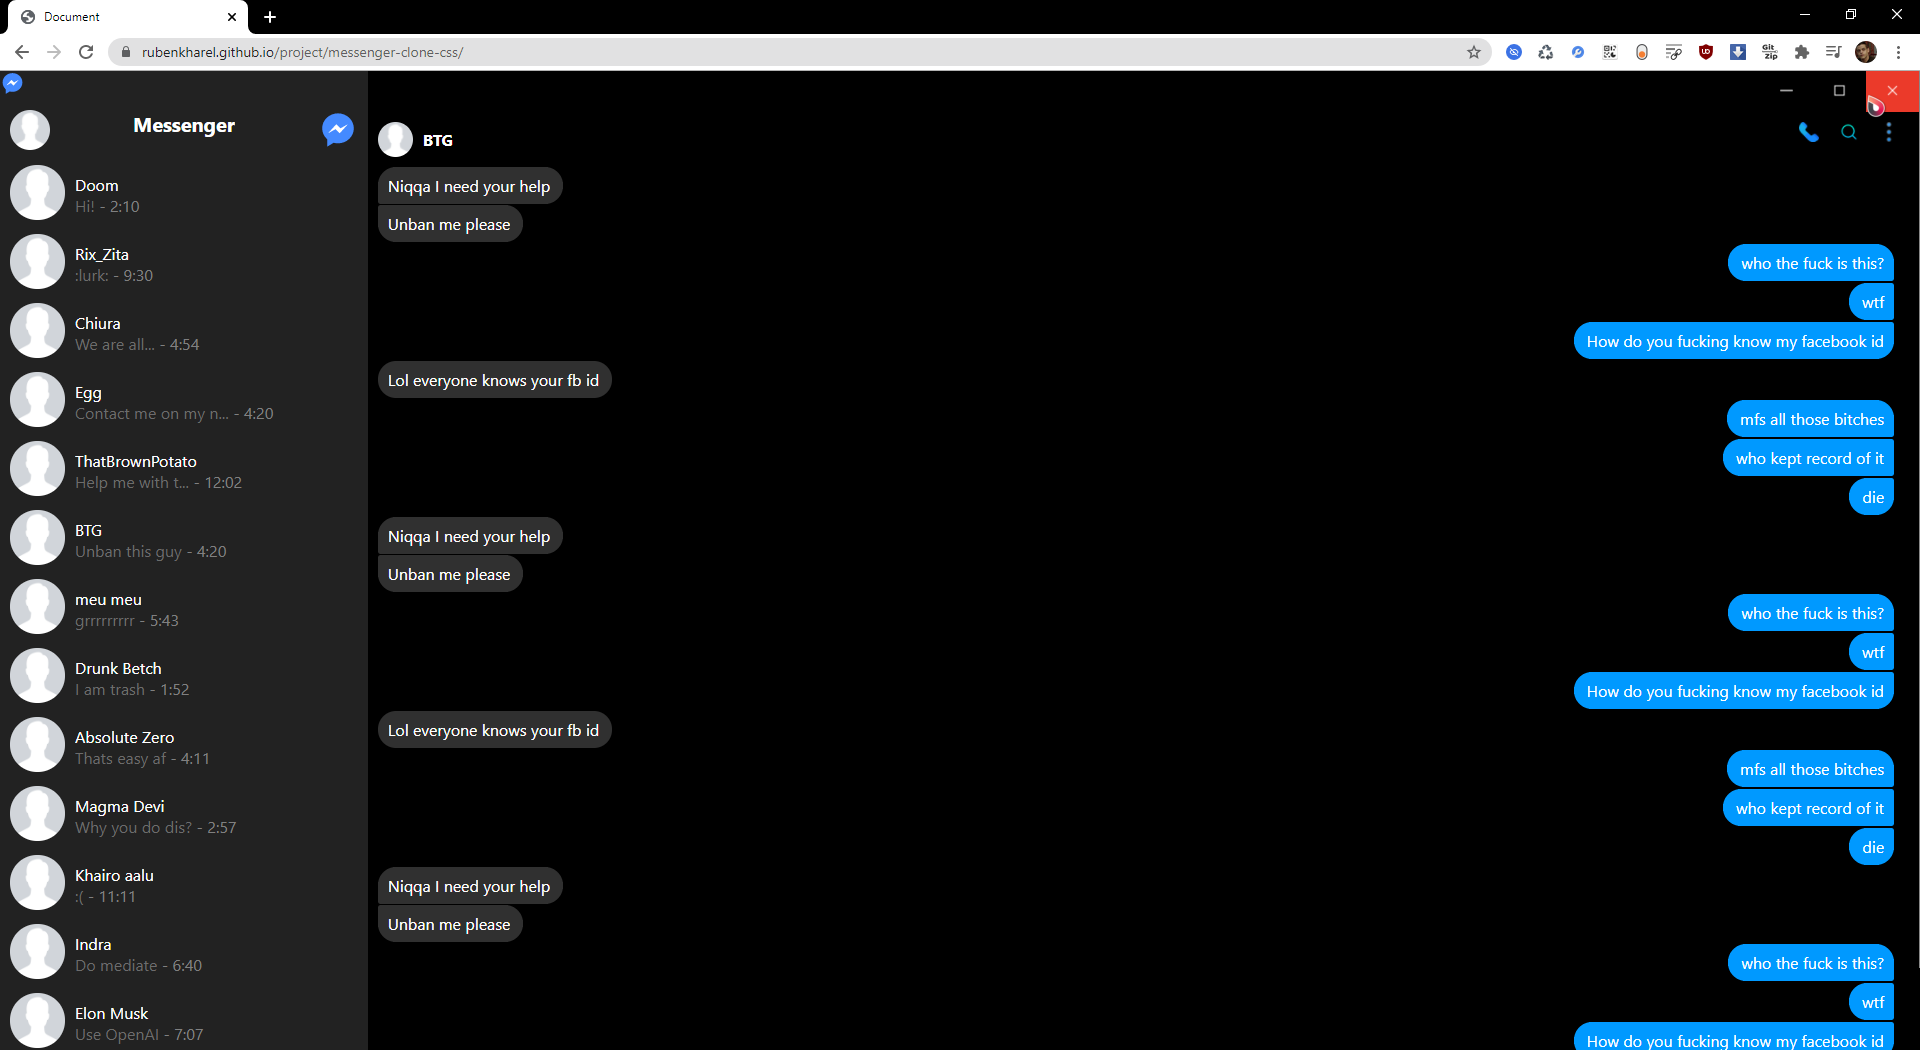 Document
rubenkharel.github.io/project/messenger-clone-css/
Git
Zip
Messenger
Doom
Hi! - 2:10
Rix_Zita
:lurk: - 9:30
Chiura
We are all... - 4:54
Egg
Contact me on my n... - 4:20
ThatBrownPotato
Help me with t... - 12:02
BTG
Unban this guy - 4:20
meu meu
grrrrrrrrr - 5:43
Drunk Betch
I am trash - 1:52
Absolute Zero
Thats easy af - 4:11
Magma Devi
Why you do dis? - 2:57
Khairo aalu
:( - 11:11
Indra
Do mediate - 6:40
Elon Musk
Use OpenAI - 7:07
BTG
Niqqa I need your help
Unban me please
who the fuck is this?
wtf
How do you fucking know my facebook id
Lol everyone knows your fb id
mfs all those bitches
who kept record of it
die
Niqqa I need your help
Unban me please
who the fuck is this?
wtf
How do you fucking know my facebook id
Lol everyone knows your fb id
mfs all those bitches
who kept record of it
die
Niqqa I need your help
Unban me please
who the fuck is this?
wtf
How do you fucking know my facebook id